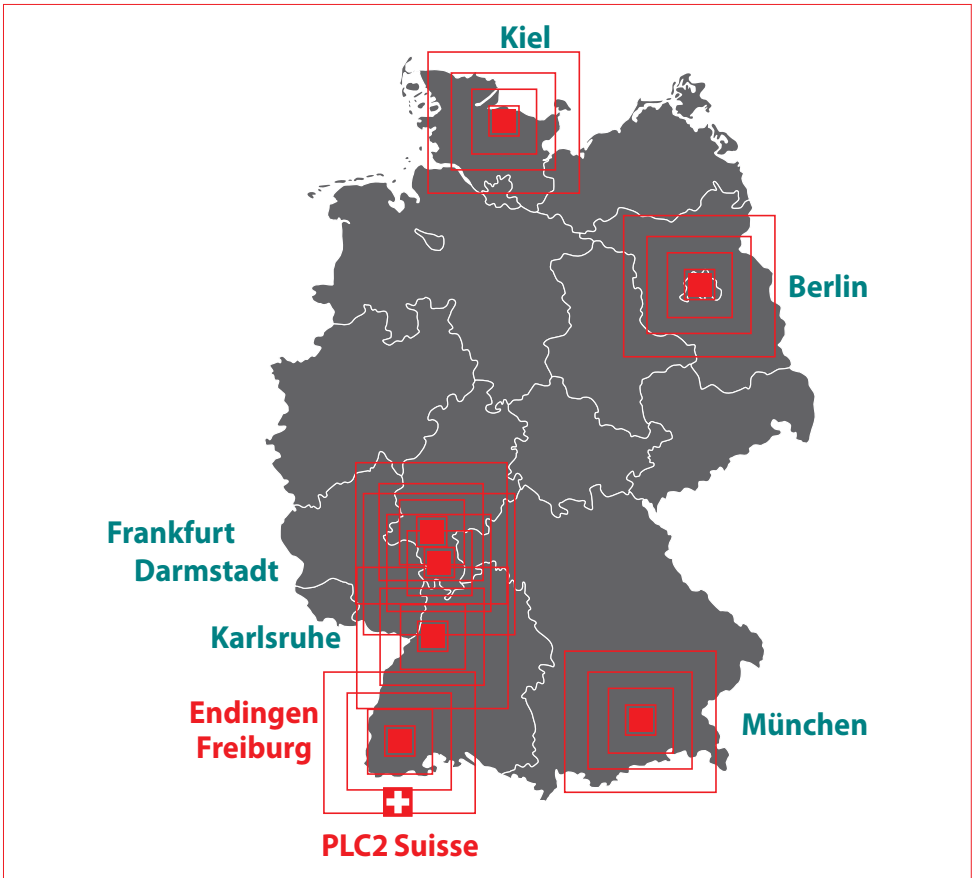 Kiel
Berlin
Frankfurt
Darmstadt
Karlsruhe
Endingen
Freiburg
München
PLC2 Suisse